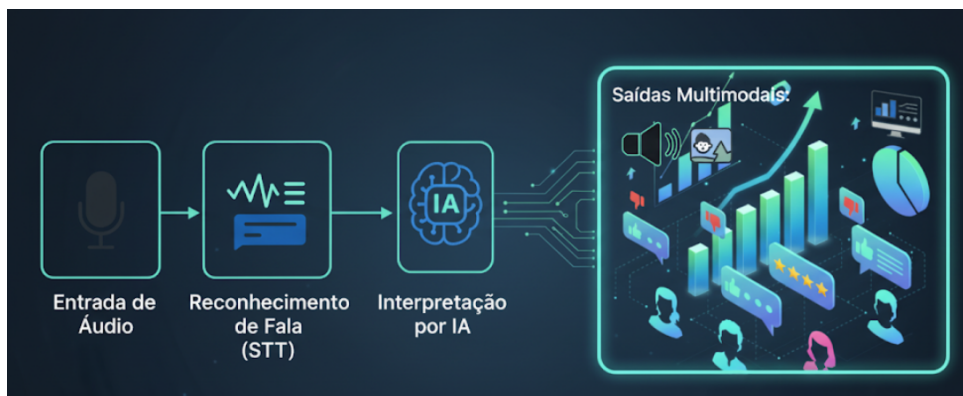 Saídas Multimodais:
IA
Entrada de
Áudio
Reconhecimento
de Fala
(STT)
Interpretação
por IA